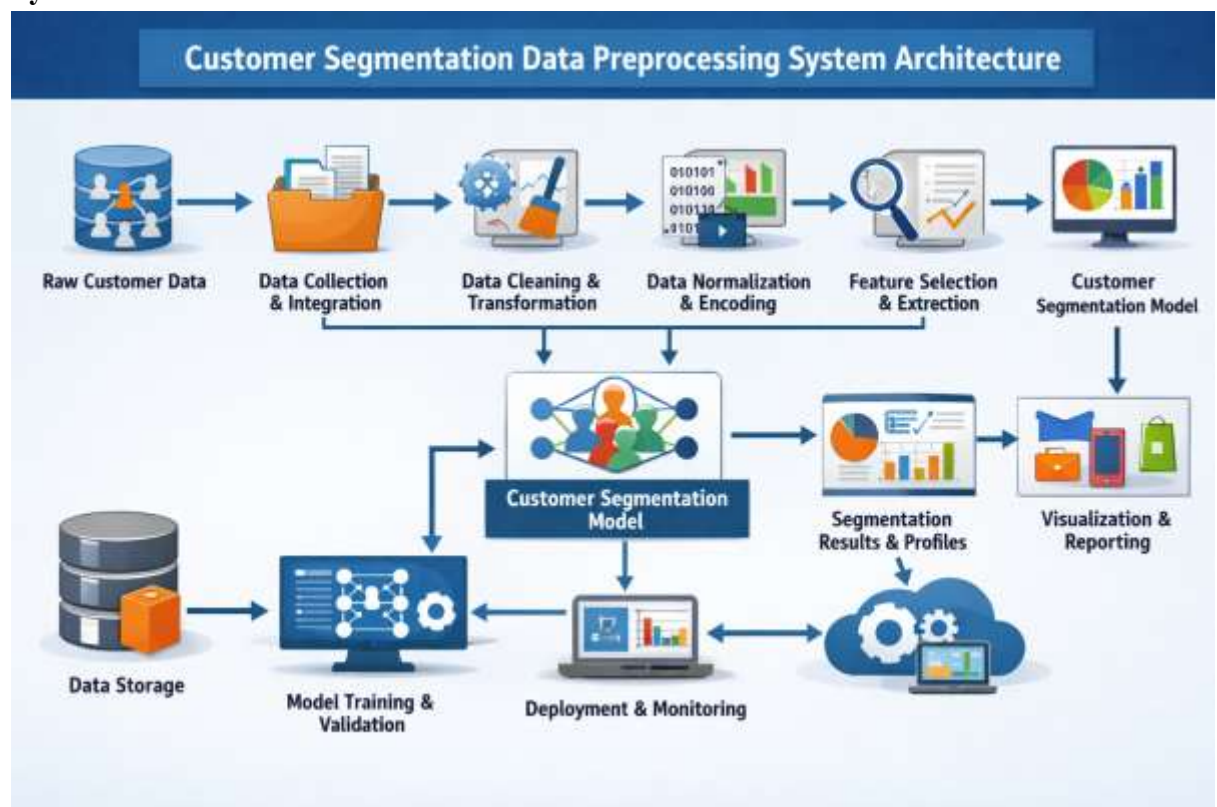 Customer Segmentation Data Preprocessing System Architecture
010101
010100
Raw Customer Data
Data Collection
& Integration
Data Cleaning &
Transformation
Data Normalization
& Encoding
Feature Selection
& Extrection
Customer
Segmentation Model
Customer Segmentation
Model
Segmentation
Results & Profiles
Visualization &
Reporting
Data Storage
Model Training &
Validation
Deployment & Monitoring